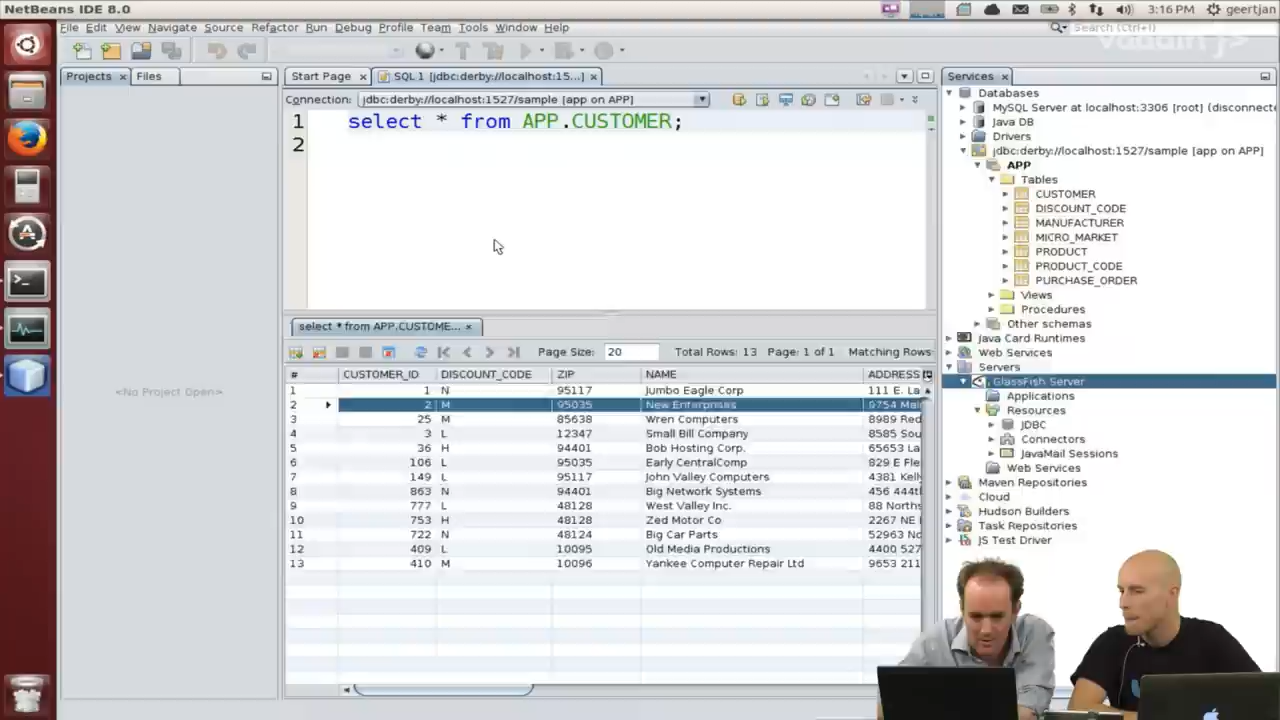 NetBeans IDE 8.0
3:16 PM
geertjan
File Edit View Navigate Source Refactor Run Debug Profile Team Tools Window Help
Search (Ctrl+I)
vaadin
Projects
Files
Start Page
SQL 1 [jdbc:derby://localhost:15...]
Services
Connection:
jdbc:derby://localhost:1527/sample [app on APP]
1 select * from APP.CUSTOMER;
2
<No Project Open>
select * from APP.CUSTOME...
Page Size: 20 Total Rows: 13 Page: 1 of 1 Matching Rows
# CUSTOMER_ID DISCOUNT_CODE ZIP NAME ADDRESS
1 1 N 95117 Jumbo Eagle Corp 111 E. La
2 2 M 95035 New Enterprises 9754 Mai
3 25 M 85638 Wren Computers 8989 Red
4 3 L 12347 Small Bill Company 8585 Sou
5 36 H 94401 Bob Hosting Corp. 65653 La
6 106 L 95035 Early CentralComp 829 E Fle
7 149 L 95117 John Valley Computers 4381 Kelly
8 863 N 94401 Big Network Systems 456 444t
9 777 L 48128 West Valley Inc. 88 Norths
10 753 H 48128 Zed Motor Co 2267 NE
11 722 N 48124 Big Car Parts 52963 No
12 409 L 10095 Old Media Productions 4400 527
13 410 M 10096 Yankee Computer Repair Ltd 9653 211
Databases
MySQL Server at localhost:3306 [root] (disconnecte
Java DB
Drivers
jdbc:derby://localhost:1527/sample [app on APP]
APP
Tables
CUSTOMER
DISCOUNT_CODE
MANUFACTURER
MICRO_MARKET
PRODUCT
PRODUCT_CODE
PURCHASE_ORDER
Views
Procedures
Other schemas
Java Card Runtimes
Web Services
Servers
GlassFish Server
Applications
Resources
JDBC
Connectors
JavaMail Sessions
Web Services
Maven Repositories
Cloud
Hudson Builders
Task Repositories
JS Test Driver